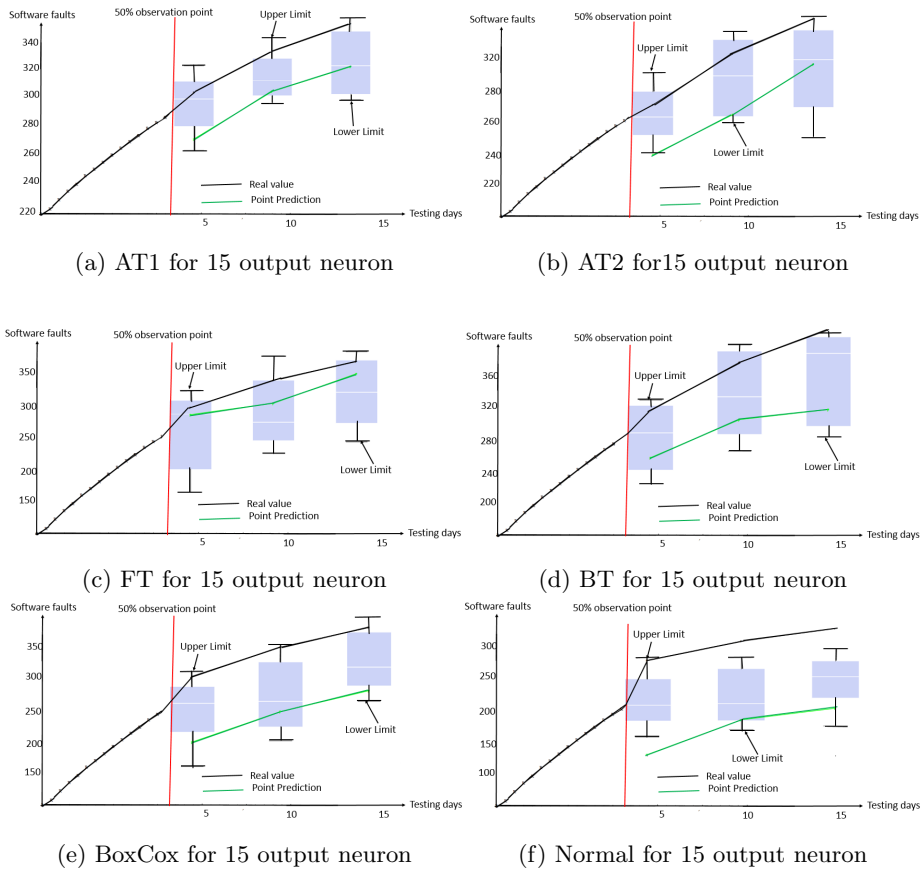 Software faults
50% observation point
Upper Limit
340
320
300
280
260
240
220
Lower Limit
Real value
Point Prediction
Testing days
5
10
15
(a) AT1 for 15 output neuron
Software faults
50% observation point
Upper Limit
320
280
260
240
220
Lower Limit
Real value
Point Prediction
Testing days
5
10
15
(b) AT2 for15 output neuron
Software faults
50% observation point
Upper Limit
350
300
250
200
150
Lower Limit
Real value
Point Prediction
Testing days
5
10
15
(c) FT for 15 output neuron
Software faults
50% observation point
Upper Limit
360
320
280
240
200
Lower Limit
Real value
Point Prediction
Testing days
5
10
15
(d) BT for 15 output neuron
Software faults
50% observation point
Upper Limit
350
300
250
200
150
Lower Limit
Real value
Point Prediction
Testing days
5
10
15
(e) BoxCox for 15 output neuron
Software faults
50% observation point
Upper Limit
300
250
200
150
100
Lower Limit
Real value
Point Prediction
Testing days
5
10
15
(f) Normal for 15 output neuron